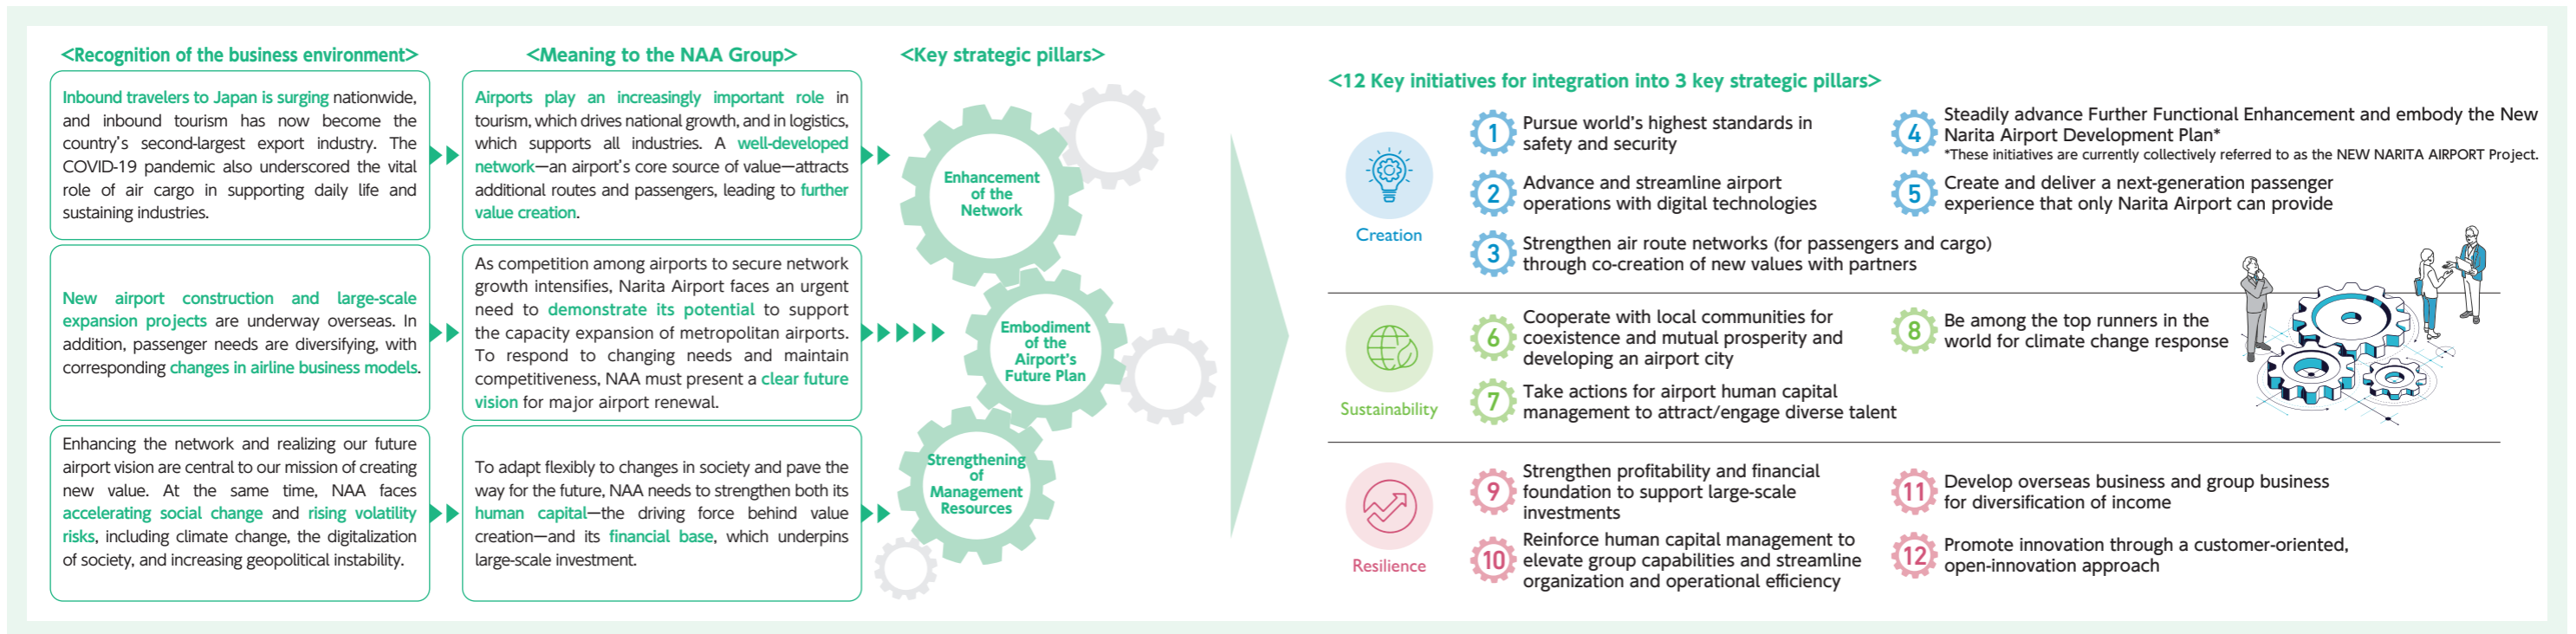 <Recognition of the business environment>
Inbound travelers to Japan is surging nationwide,
and inbound tourism has now become the
country's second-largest export industry. The
COVID-19 pandemic also underscored the vital
role of air cargo in supporting daily life and
sustaining industries.
New airport construction and large-scale
expansion projects are underway overseas. In
addition, passenger needs are diversifying, with
corresponding changes in airline business models.
Enhancing the network and realizing our future
airport vision are central to our mission of creating
new value. At the same time, NAA faces
accelerating social change and rising volatility
risks, including climate change, the digitalization
of society, and increasing geopolitical instability.
<Meaning to the NAA Group>
Airports play an increasingly important role in
tourism, which drives national growth, and in logistics,
which supports all industries. A well-developed
network—an airport's core source of value—attracts
additional routes and passengers, leading to further
value creation.
As competition among airports to secure network
growth intensifies, Narita Airport faces an urgent
need to demonstrate its potential to support
the capacity expansion of metropolitan airports.
To respond to changing needs and maintain
competitiveness, NAA must present a clear future
vision for major airport renewal.
To adapt flexibly to changes in society and pave the
way for the future, NAA needs to strengthen both its
human capital—the driving force behind value
creation—and its financial base, which underpins
large-scale investment.
<Key strategic pillars>
Enhancement
of the
Network
Embodiment
of the
Airport's
Future Plan
Strengthening
of
Management
Resources
<12 Key initiatives for integration into 3 key strategic pillars>
Creation
1 Pursue world's highest standards in
safety and security
2 Advance and streamline airport
operations with digital technologies
3 Strengthen air route networks (for passengers and cargo)
through co-creation of new values with partners
4 Steadily advance Further Functional Enhancement and embody the New
Narita Airport Development Plan*
*These initiatives are currently collectively referred to as the NEW NARITA AIRPORT Project.
5 Create and deliver a next-generation passenger
experience that only Narita Airport can provide
Sustainability
6 Cooperate with local communities for
coexistence and mutual prosperity and
developing an airport city
7 Take actions for airport human capital
management to attract/engage diverse talent
8 Be among the top runners in the
world for climate change response
Resilience
9 Strengthen profitability and financial
foundation to support large-scale
investments
10 Reinforce human capital management to
elevate group capabilities and streamline
organization and operational efficiency
11 Develop overseas business and group business
for diversification of income
12 Promote innovation through a customer-oriented,
open-innovation approach